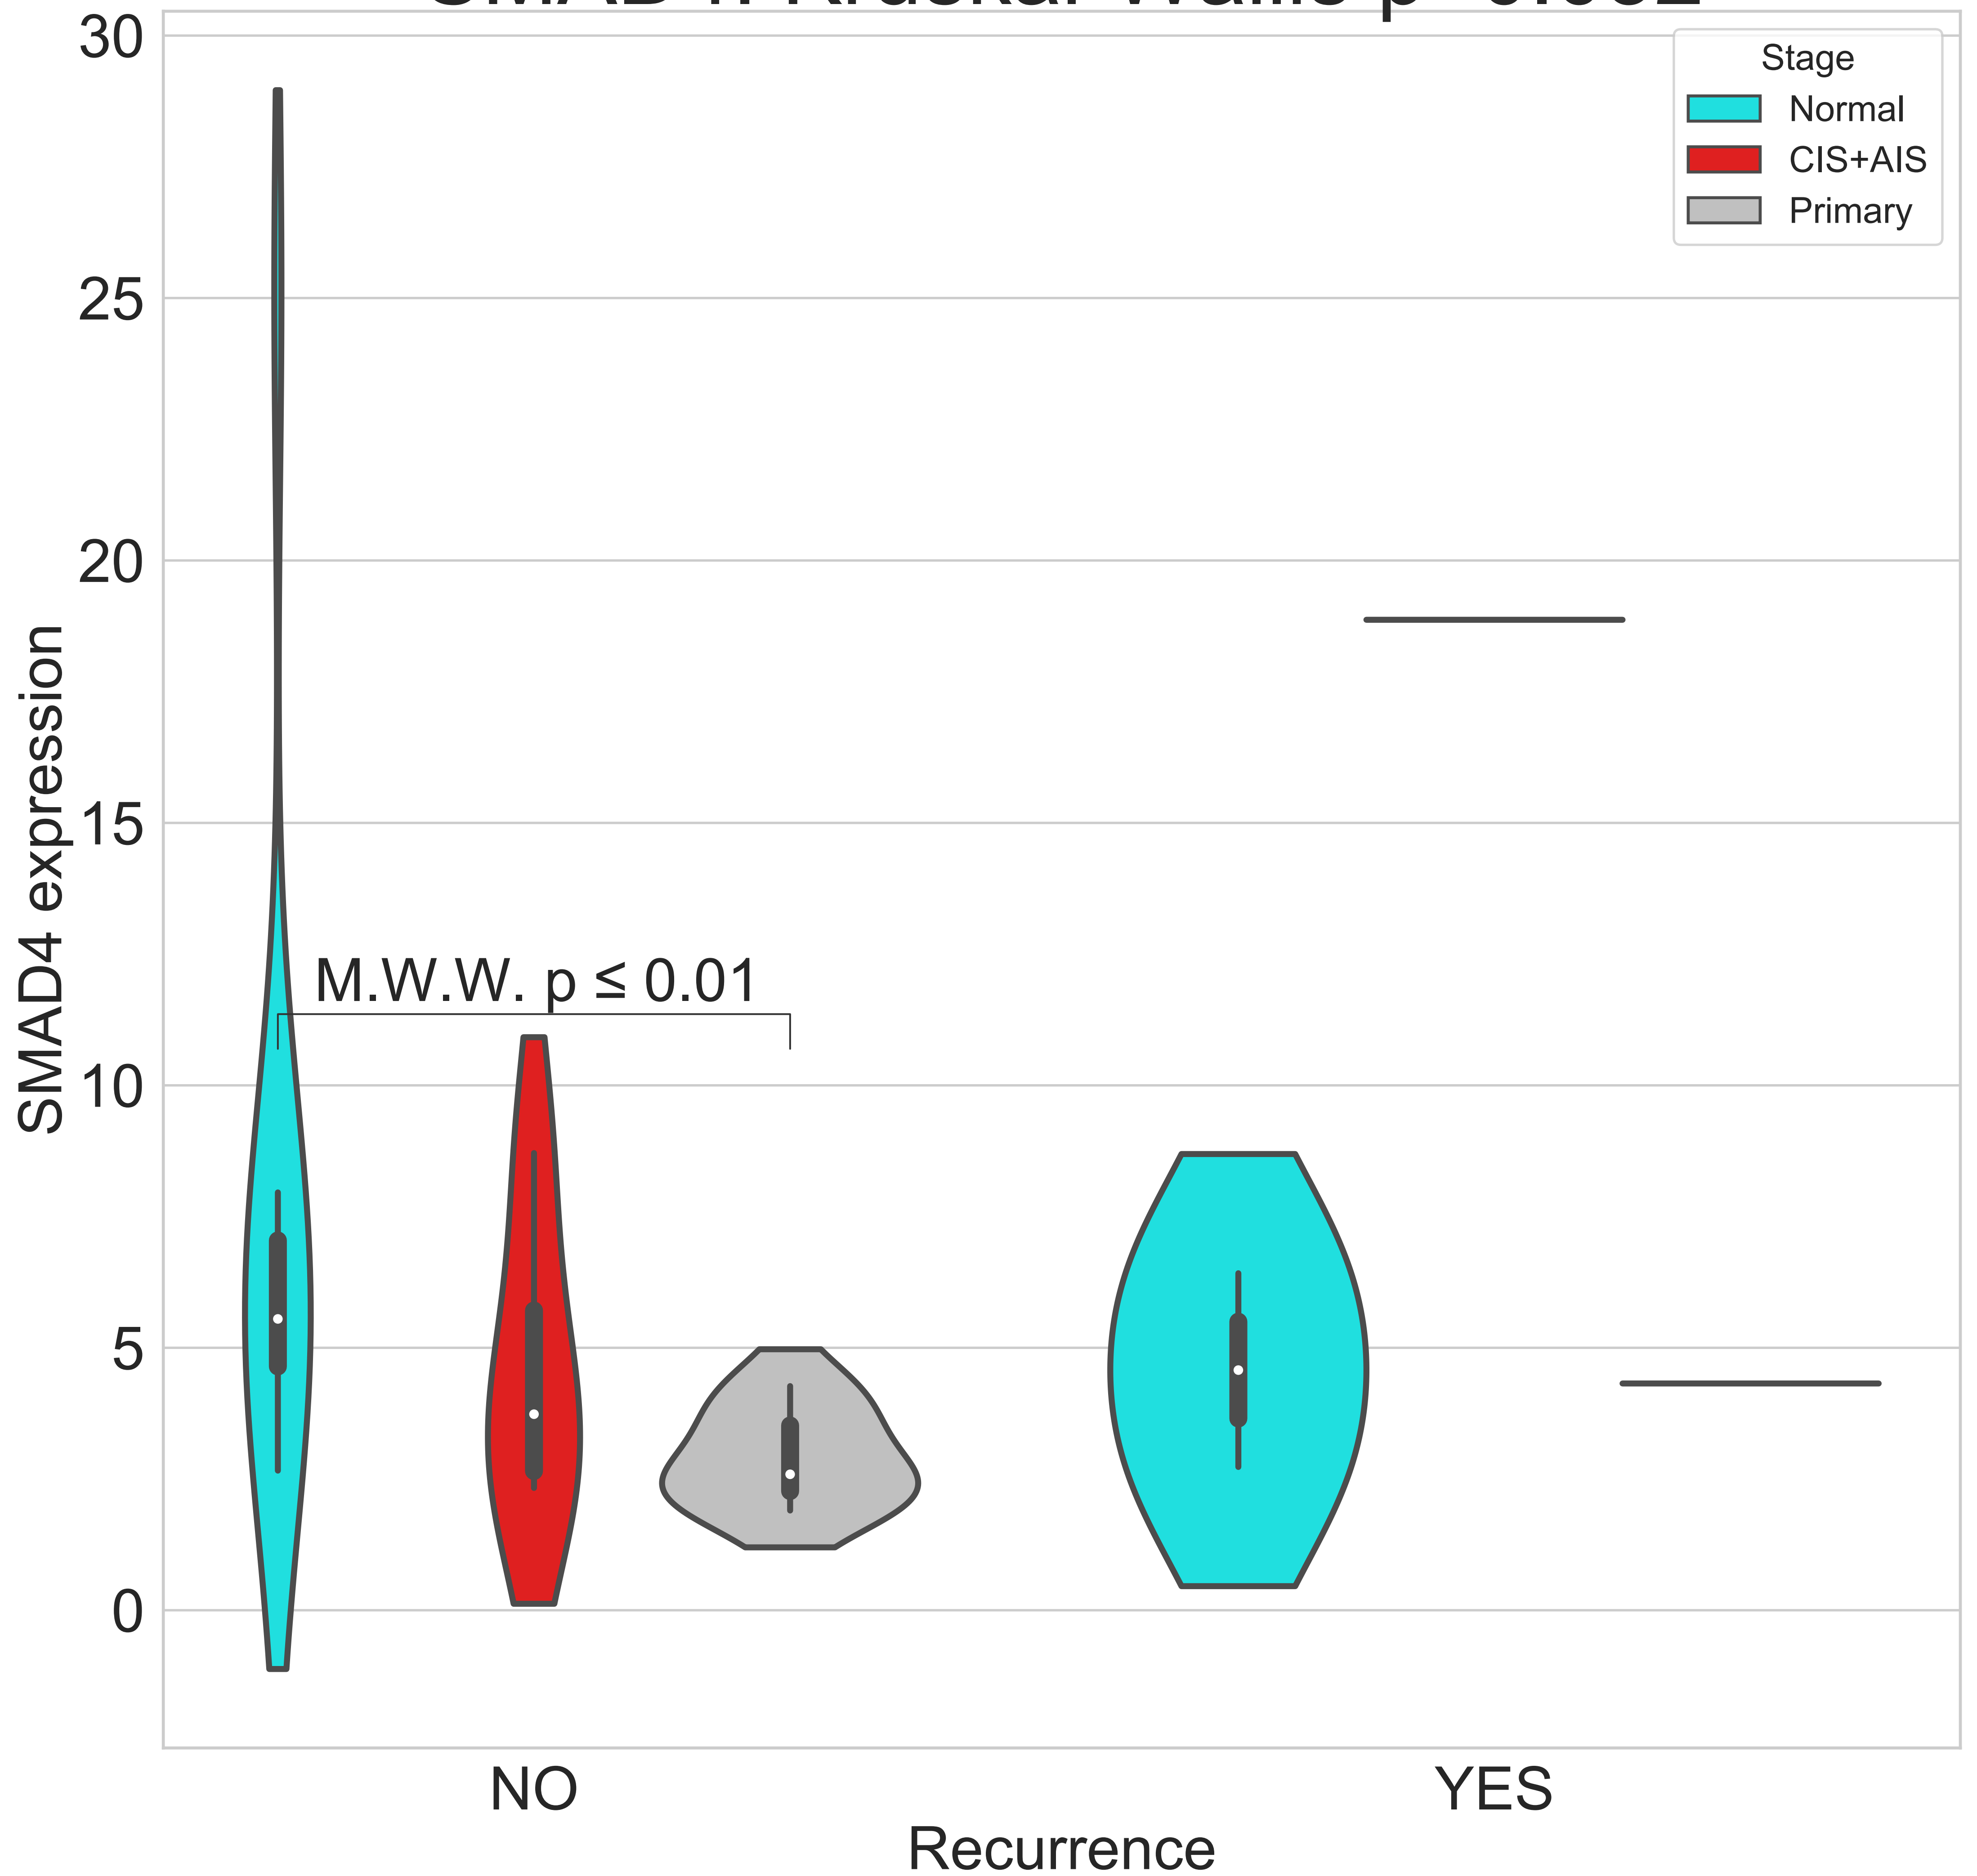 30
25
20
15
10
5
0
SMAD4 expression
Stage
Normal
CIS+AIS
Primary
M.W.W. p ≤ 0.01
NO
YES
Recurrence